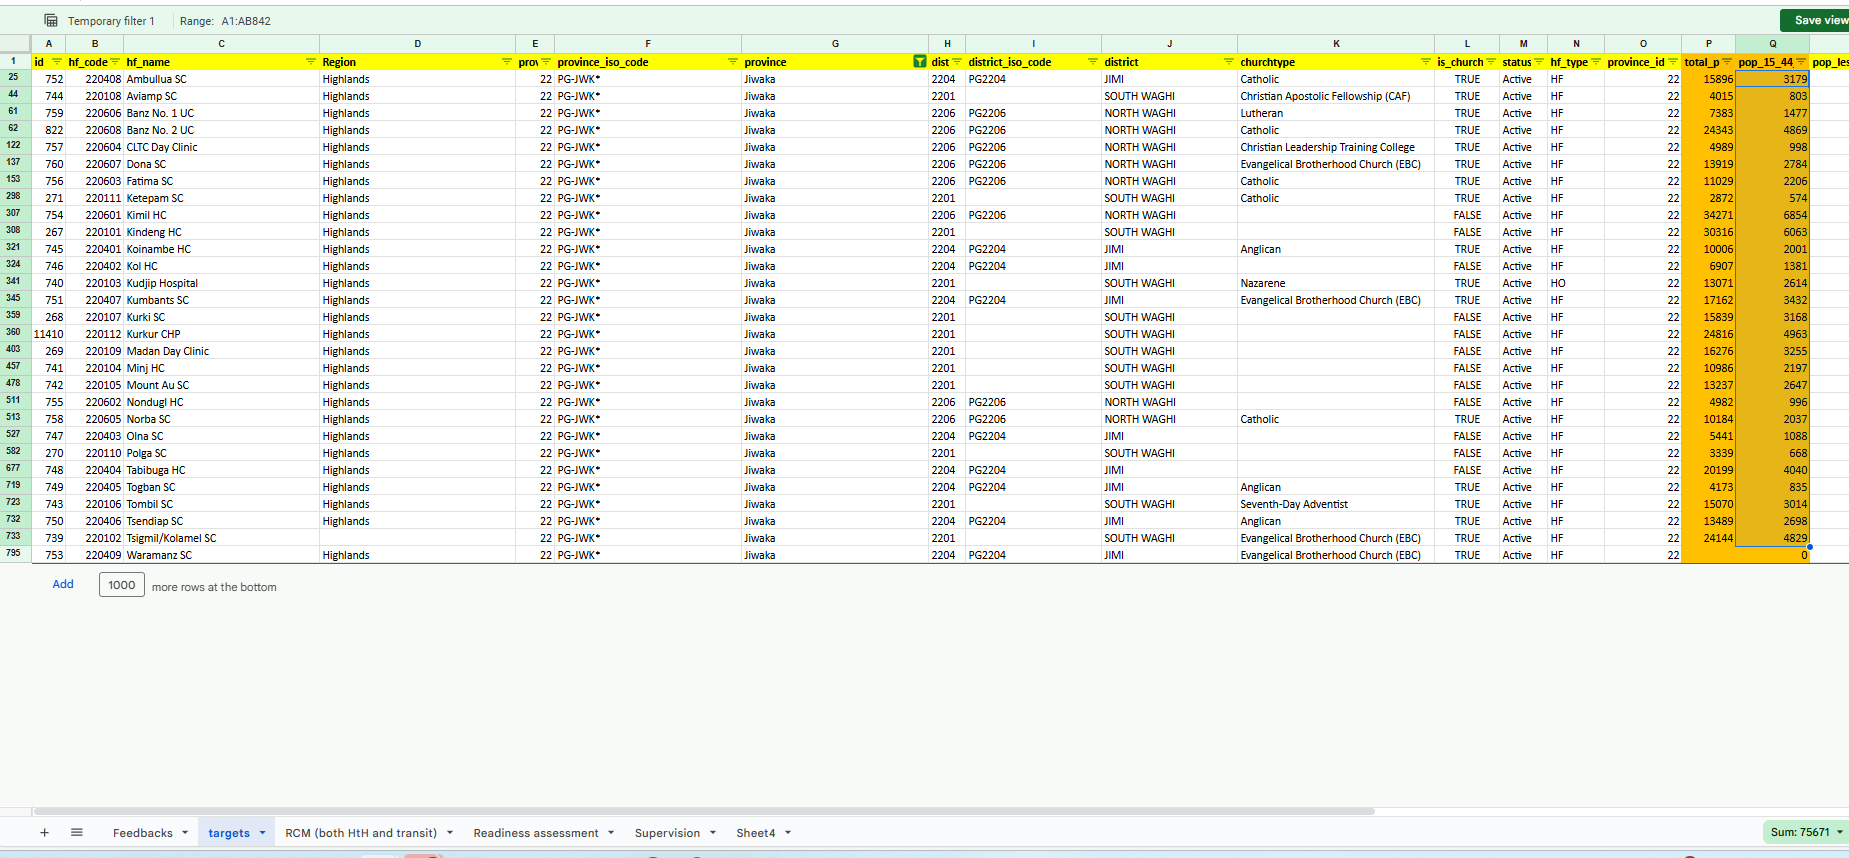 Temporary filter 1 Range: A1:AB842 Save view
A B C D E F G H I J K L M N O P Q
1 id hf_code hf_name Region prov province_iso_code province dist district_iso_code district churchtype is_church status hf_type province_id total_p pop_15_44_ pop_les
25 752 220408 Ambullua SC Highlands 22 PG-JWK* Jiwaka 2204 PG2204 JIMI Catholic TRUE Active HF 22 15896 3179
44 744 220108 Aviamp SC Highlands 22 PG-JWK* Jiwaka 2201 SOUTH WAGHI Christian Apostolic Fellowship (CAF) TRUE Active HF 22 4015 803
61 759 220606 Banz No. 1 UC Highlands 22 PG-JWK* Jiwaka 2206 PG2206 NORTH WAGHI Lutheran TRUE Active HF 22 7383 1477
62 822 220608 Banz No. 2 UC Highlands 22 PG-JWK* Jiwaka 2206 PG2206 NORTH WAGHI Catholic TRUE Active HF 22 24343 4869
122 757 220604 CLTC Day Clinic Highlands 22 PG-JWK* Jiwaka 2206 PG2206 NORTH WAGHI Christian Leadership Training College TRUE Active HF 22 4989 998
137 760 220607 Dona SC Highlands 22 PG-JWK* Jiwaka 2206 PG2206 NORTH WAGHI Evangelical Brotherhood Church (EBC) TRUE Active HF 22 13919 2784
153 756 220603 Fatima SC Highlands 22 PG-JWK* Jiwaka 2206 PG2206 NORTH WAGHI Catholic TRUE Active HF 22 11029 2206
298 271 220111 Ketepam SC Highlands 22 PG-JWK* Jiwaka 2201 SOUTH WAGHI Catholic TRUE Active HF 22 2872 574
307 754 220601 Kimil HC Highlands 22 PG-JWK* Jiwaka 2206 PG2206 NORTH WAGHI FALSE Active HF 22 34271 6854
308 267 220101 Kindeng HC Highlands 22 PG-JWK* Jiwaka 2201 SOUTH WAGHI FALSE Active HF 22 30316 6063
321 745 220401 Koinambe HC Highlands 22 PG-JWK* Jiwaka 2204 PG2204 JIMI Anglican TRUE Active HF 22 10006 2001
324 746 220402 Kol HC Highlands 22 PG-JWK* Jiwaka 2204 PG2204 JIMI FALSE Active HF 22 6907 1381
341 740 220103 Kudjip Hospital Highlands 22 PG-JWK* Jiwaka 2201 SOUTH WAGHI Nazarene TRUE Active HO 22 13071 2614
345 751 220407 Kumbants SC Highlands 22 PG-JWK* Jiwaka 2204 PG2204 JIMI Evangelical Brotherhood Church (EBC) TRUE Active HF 22 17162 3432
359 268 220107 Kurki SC Highlands 22 PG-JWK* Jiwaka 2201 SOUTH WAGHI FALSE Active HF 22 15839 3168
360 11410 220112 Kurkur CHP Highlands 22 PG-JWK* Jiwaka 2201 SOUTH WAGHI FALSE Active HF 22 24816 4963
403 269 220109 Madan Day Clinic Highlands 22 PG-JWK* Jiwaka 2201 SOUTH WAGHI FALSE Active HF 22 16276 3255
457 741 220104 Minj HC Highlands 22 PG-JWK* Jiwaka 2201 SOUTH WAGHI FALSE Active HF 22 10986 2197
478 742 220105 Mount Au SC Highlands 22 PG-JWK* Jiwaka 2201 SOUTH WAGHI FALSE Active HF 22 13237 2647
511 755 220602 Nondugl HC Highlands 22 PG-JWK* Jiwaka 2206 PG2206 NORTH WAGHI FALSE Active HF 22 4982 996
513 758 220605 Norba SC Highlands 22 PG-JWK* Jiwaka 2206 PG2206 NORTH WAGHI Catholic TRUE Active HF 22 10184 2037
527 747 220403 Olna SC Highlands 22 PG-JWK* Jiwaka 2204 PG2204 JIMI FALSE Active HF 22 5441 1088
582 270 220110 Polga SC Highlands 22 PG-JWK* Jiwaka 2201 SOUTH WAGHI FALSE Active HF 22 3339 668
677 748 220404 Tabibuga HC Highlands 22 PG-JWK* Jiwaka 2204 PG2204 JIMI FALSE Active HF 22 20199 4040
719 749 220405 Togban SC Highlands 22 PG-JWK* Jiwaka 2204 PG2204 JIMI Anglican TRUE Active HF 22 4173 835
723 743 220106 Tombil SC Highlands 22 PG-JWK* Jiwaka 2201 SOUTH WAGHI Seventh-Day Adventist TRUE Active HF 22 15070 3014
732 750 220406 Tsendiap SC Highlands 22 PG-JWK* Jiwaka 2204 PG2204 JIMI Anglican TRUE Active HF 22 13489 2698
733 739 220102 Tsigmil/Kolamel SC 22 PG-JWK* Jiwaka 2201 SOUTH WAGHI Evangelical Brotherhood Church (EBC) TRUE Active HF 22 24144 4829
795 753 220409 Waramanz SC Highlands 22 PG-JWK* Jiwaka 2204 PG2204 JIMI Evangelical Brotherhood Church (EBC) TRUE Active HF 22 0
Add 1000 more rows at the bottom
Feedbacks targets RCM (both HtH and transit) Readiness assessment Supervision Sheet4 Sum: 75671